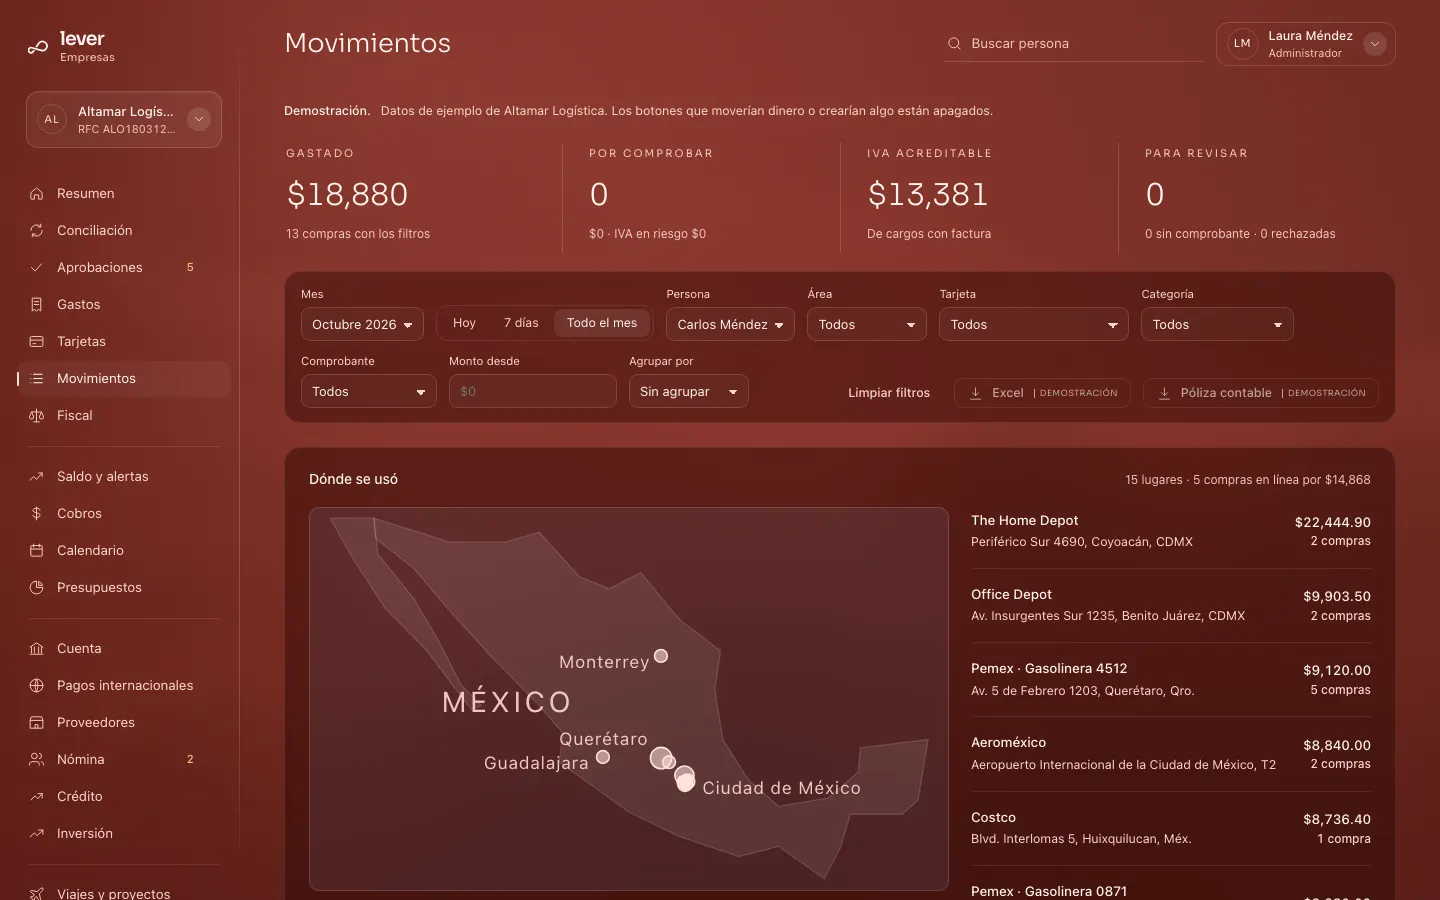 lever
Empresas
AL
Altamar Logís...
RFC ALO180312...
Resumen
Conciliación
Aprobaciones 5
Gastos
Tarjetas
Movimientos
Fiscal
Saldo y alertas
Cobros
Calendario
Presupuestos
Cuenta
Pagos internacionales
Proveedores
Nómina 2
Crédito
Inversión
Viajes y proyectos
Movimientos
Buscar persona
LM
Laura Méndez
Administrador
Demostración. Datos de ejemplo de Altamar Logística. Los botones que moverían dinero o crearían algo están apagados.
GASTADO
$18,880
13 compras con los filtros
POR COMPROBAR
0
$0 · IVA en riesgo $0
IVA ACREDITABLE
$13,381
De cargos con factura
PARA REVISAR
0
0 sin comprobante · 0 rechazadas
Mes
Octubre 2026
Hoy 7 días Todo el mes
Persona
Carlos Méndez
Área
Todos
Tarjeta
Todos
Categoría
Todos
Comprobante
Todos
Monto desde
$0
Agrupar por
Sin agrupar
Limpiar filtros
Excel | DEMOSTRACIÓN
Póliza contable | DEMOSTRACIÓN
Dónde se usó
15 lugares · 5 compras en línea por $14,868
Monterrey
MÉXICO
Querétaro
Guadalajara
Ciudad de México
The Home Depot $22,444.90
Periférico Sur 4690, Coyoacán, CDMX 2 compras
Office Depot $9,903.50
Av. Insurgentes Sur 1235, Benito Juárez, CDMX 2 compras
Pemex · Gasolinera 4512 $9,120.00
Av. 5 de Febrero 1203, Querétaro, Qro. 5 compras
Aeroméxico $8,840.00
Aeropuerto Internacional de la Ciudad de México, T2 2 compras
Costco $8,736.40
Blvd. Interlomas 5, Huixquilucan, Méx. 1 compra
Pemex · Gasolinera 0871